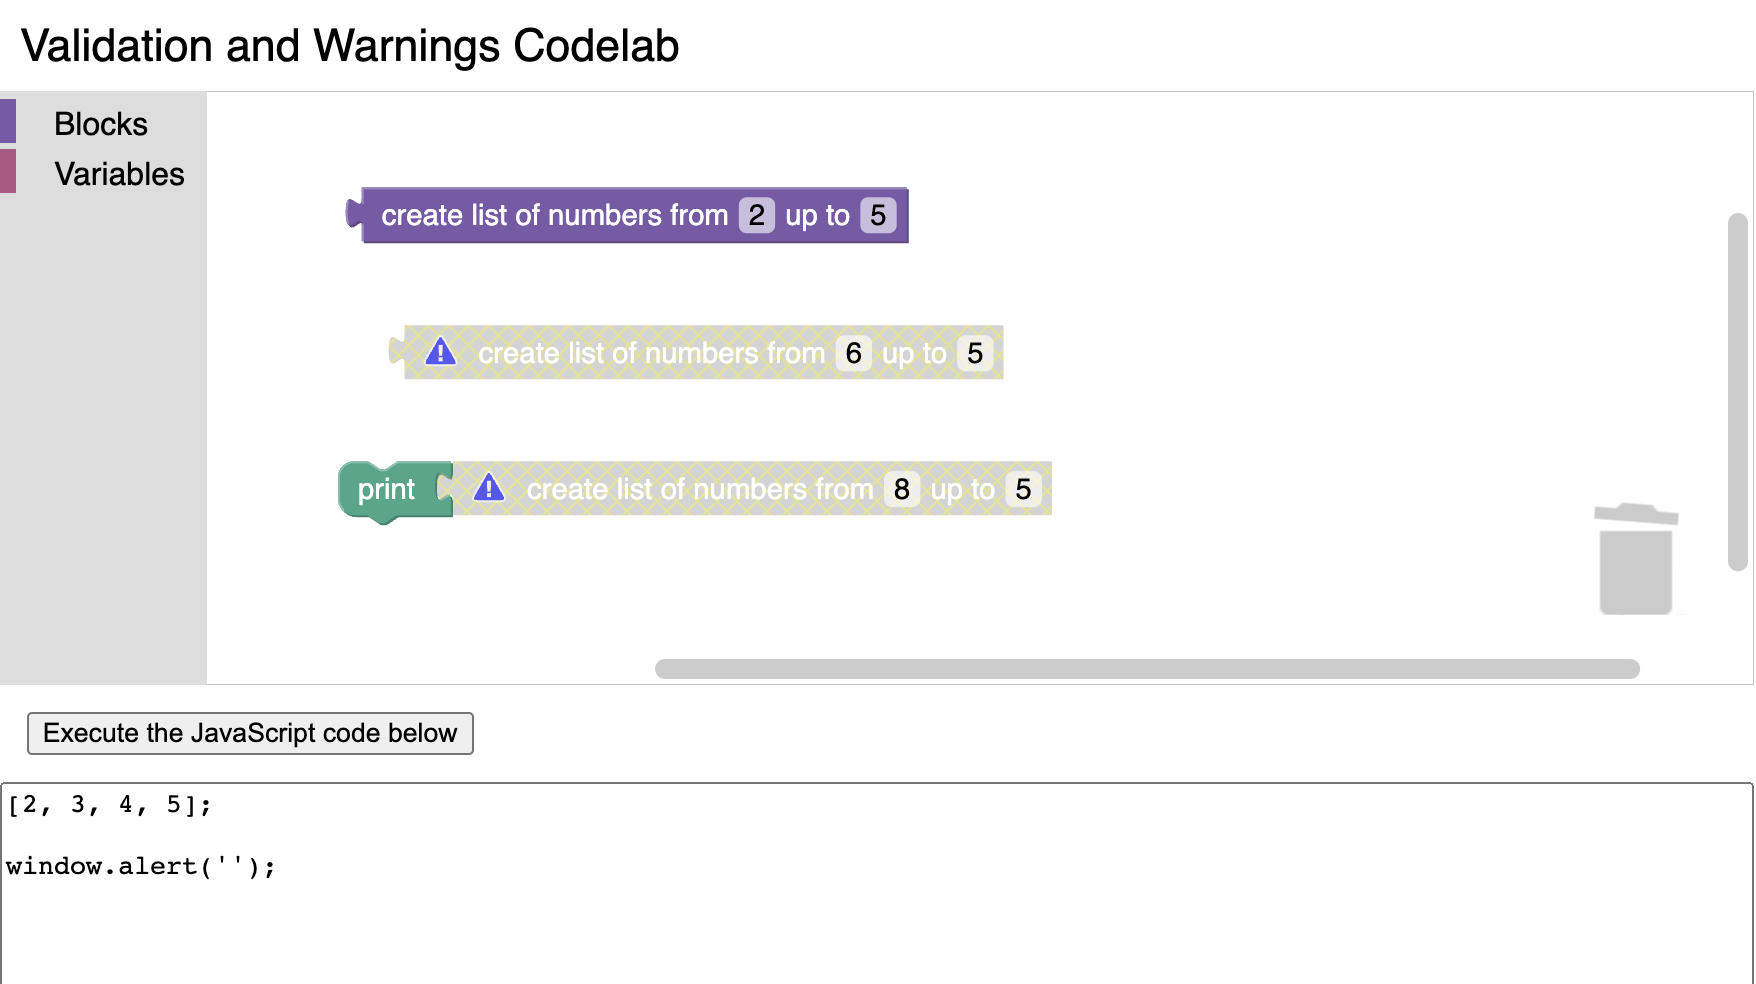 Validation and Warnings Codelab
Blocks
Variables
create list of numbers from 2 up to 5
! create list of numbers from 6 up to 5
print ! create list of numbers from 8 up to 5
Execute the JavaScript code below
[2, 3, 4, 5];
window.alert('');